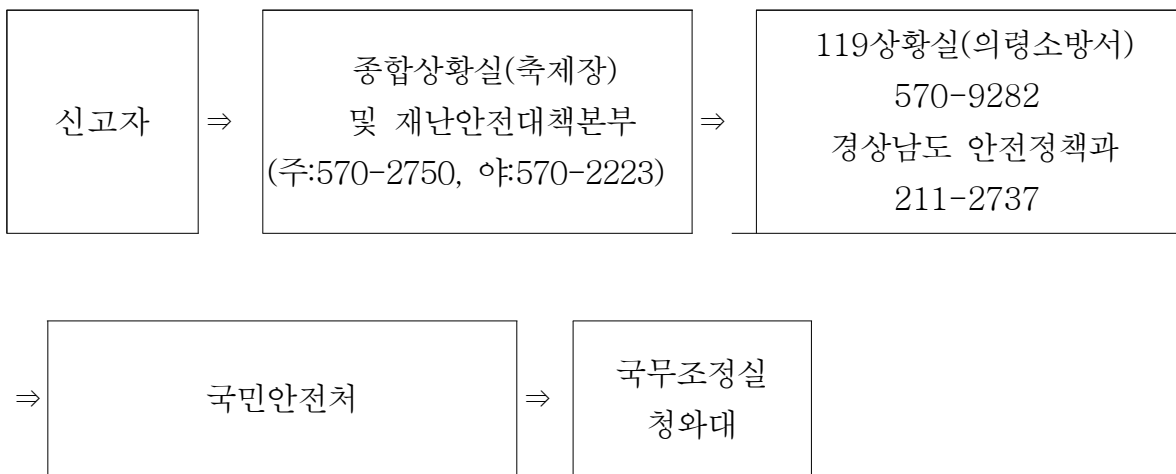 신고자
⇒
종합상황실(축제장)
및 재난안전대책본부
(주:570-2750, 야:570-2223)
⇒
119상황실(의령소방서)
570-9282
경상남도 안전정책과
211-2737
⇒
국민안전처
⇒
국무조정실
청와대